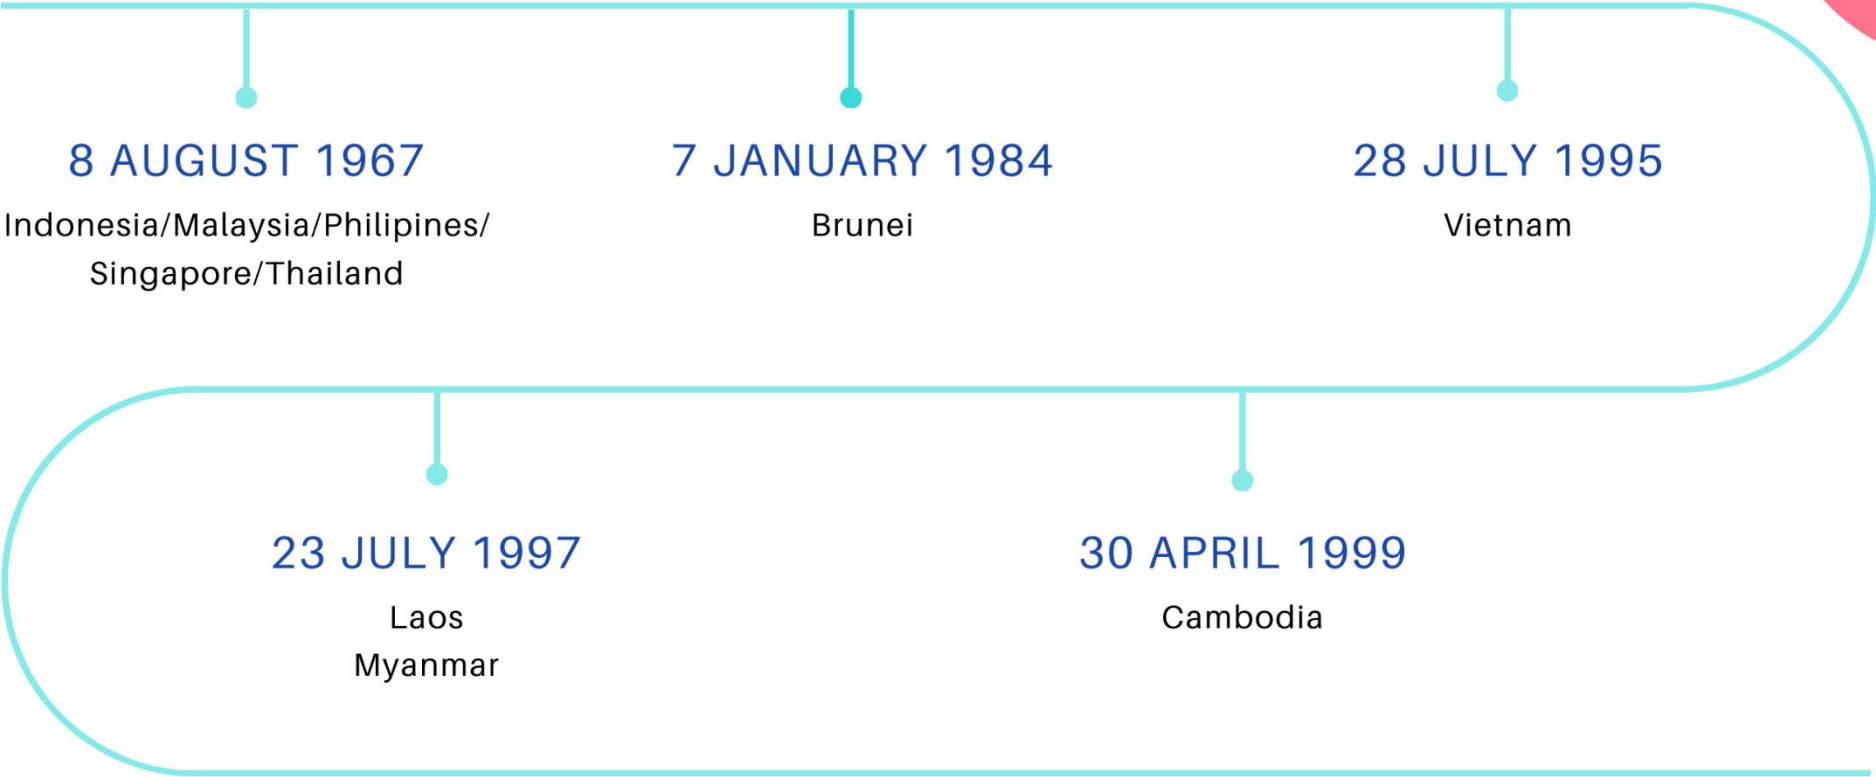 8 AUGUST 1967
Indonesia/Malaysia/Philipines/
Singapore/Thailand
7 JANUARY 1984
Brunei
28 JULY 1995
Vietnam
23 JULY 1997
Laos
Myanmar
30 APRIL 1999
Cambodia